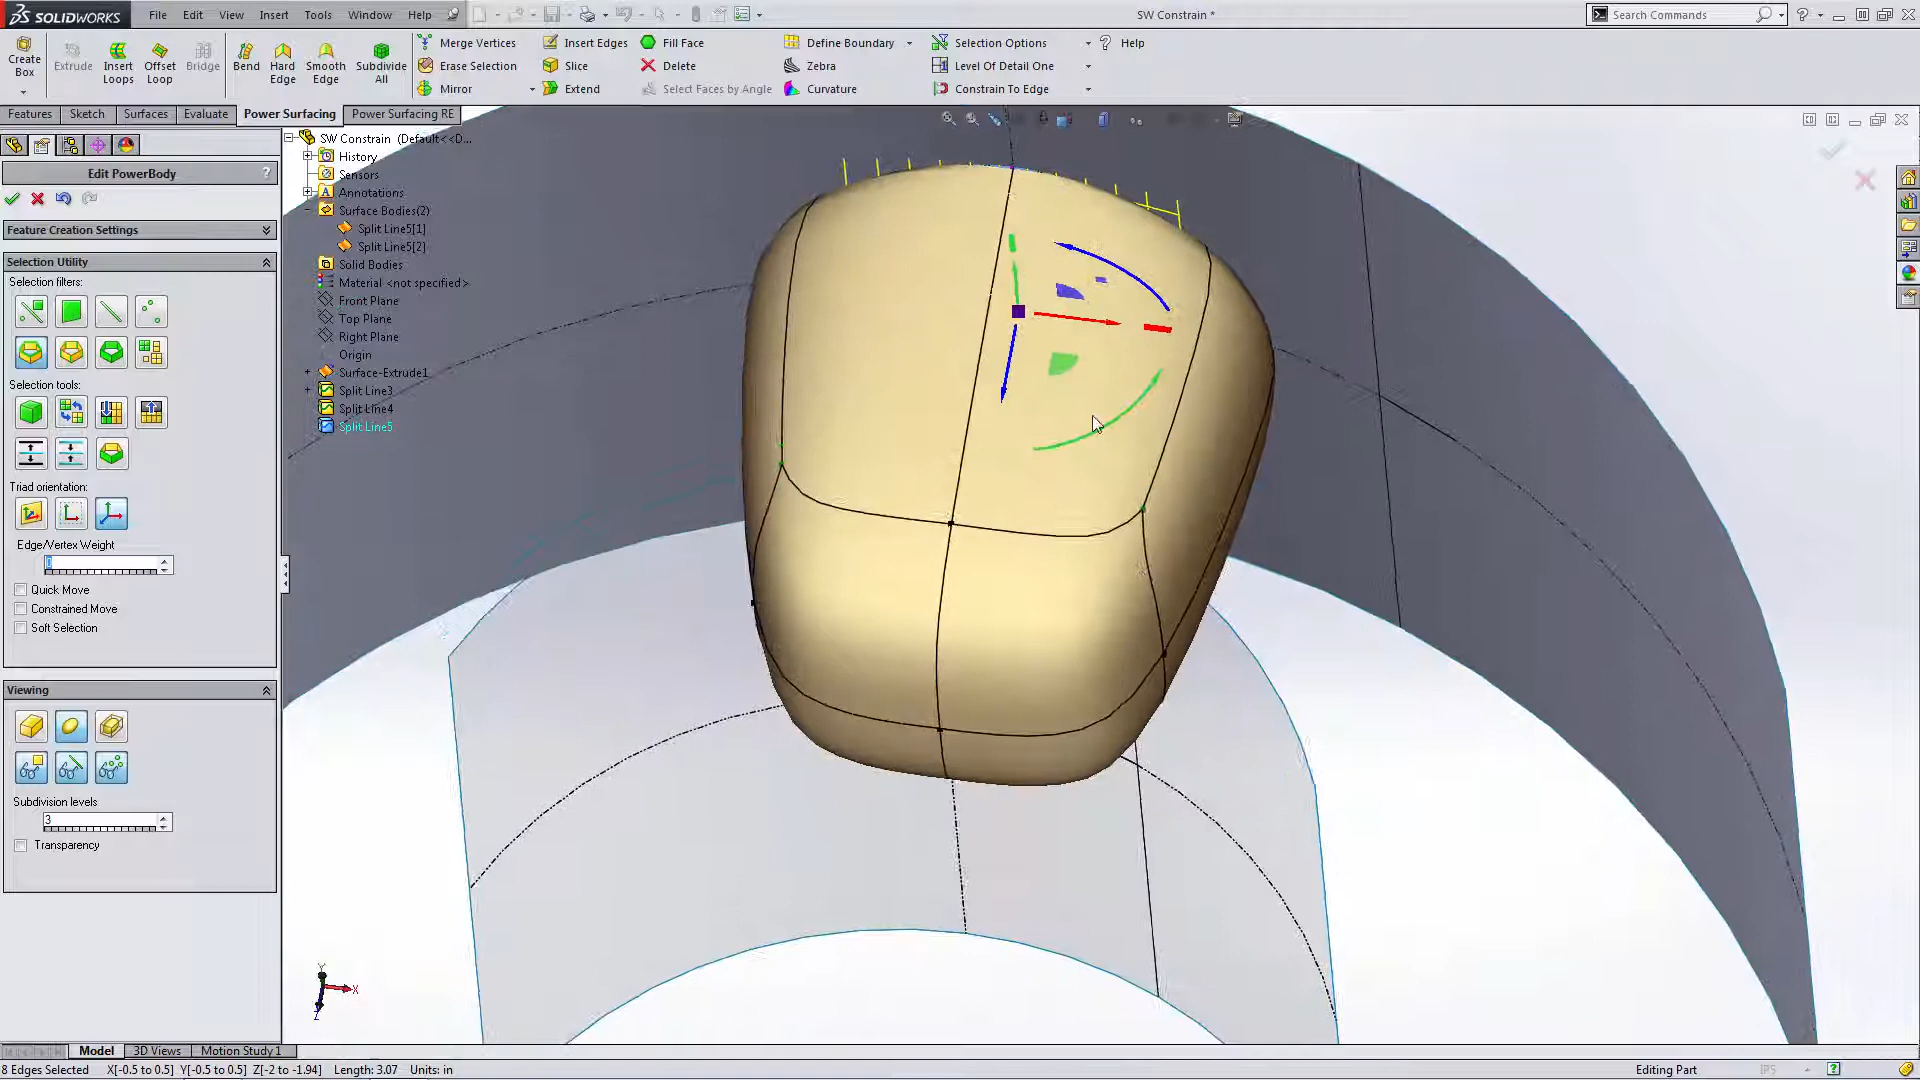 SOLIDWORKS
File Edit View Insert Tools Window Help
SW Constrain *
Search Commands
Create Box
Extrude
Insert Loops
Offset Loop
Bridge
Bend
Hard Edge
Smooth Edge
Subdivide All
Merge Vertices
Erase Selection
Mirror
Insert Edges
Slice
Extend
Fill Face
Delete
Select Faces by Angle
Define Boundary
Zebra
Curvature
Selection Options
Level Of Detail One
Constrain To Edge
Help
Features Sketch Surfaces Evaluate Power Surfacing Power Surfacing RE
Edit PowerBody
?
Feature Creation Settings
Selection Utility
Selection filters:
Selection tools:
Triad orientation:
Edge/Vertex Weight
Quick Move
Constrained Move
Soft Selection
Viewing
Subdivision levels
3
Transparency
SW Constrain (Default<<D...
History
Sensors
Annotations
Surface Bodies(2)
Split Line5[1]
Split Line5[2]
Solid Bodies
Material <not specified>
Front Plane
Top Plane
Right Plane
Origin
Surface-Extrude1
Split Line3
Split Line4
Split Line5
Y
X
Z
Model 3D Views Motion Study 1
8 Edges Selected X[-0.5 to 0.5] Y[-0.5 to 0.5] Z[-2 to -1.94] Length: 3.07 Units: in
Editing Part
IPS